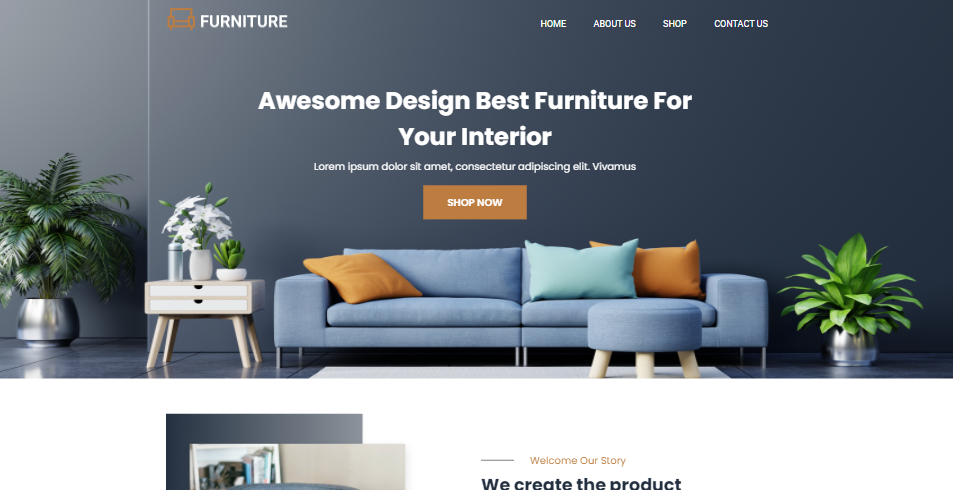 FURNITURE
HOME ABOUT US SHOP CONTACT US
Awesome Design Best Furniture For
Your Interior
Lorem ipsum dolor sit amet, consectetur adipiscing elit. Vivamus
SHOP NOW
Welcome Our Story
We create the product